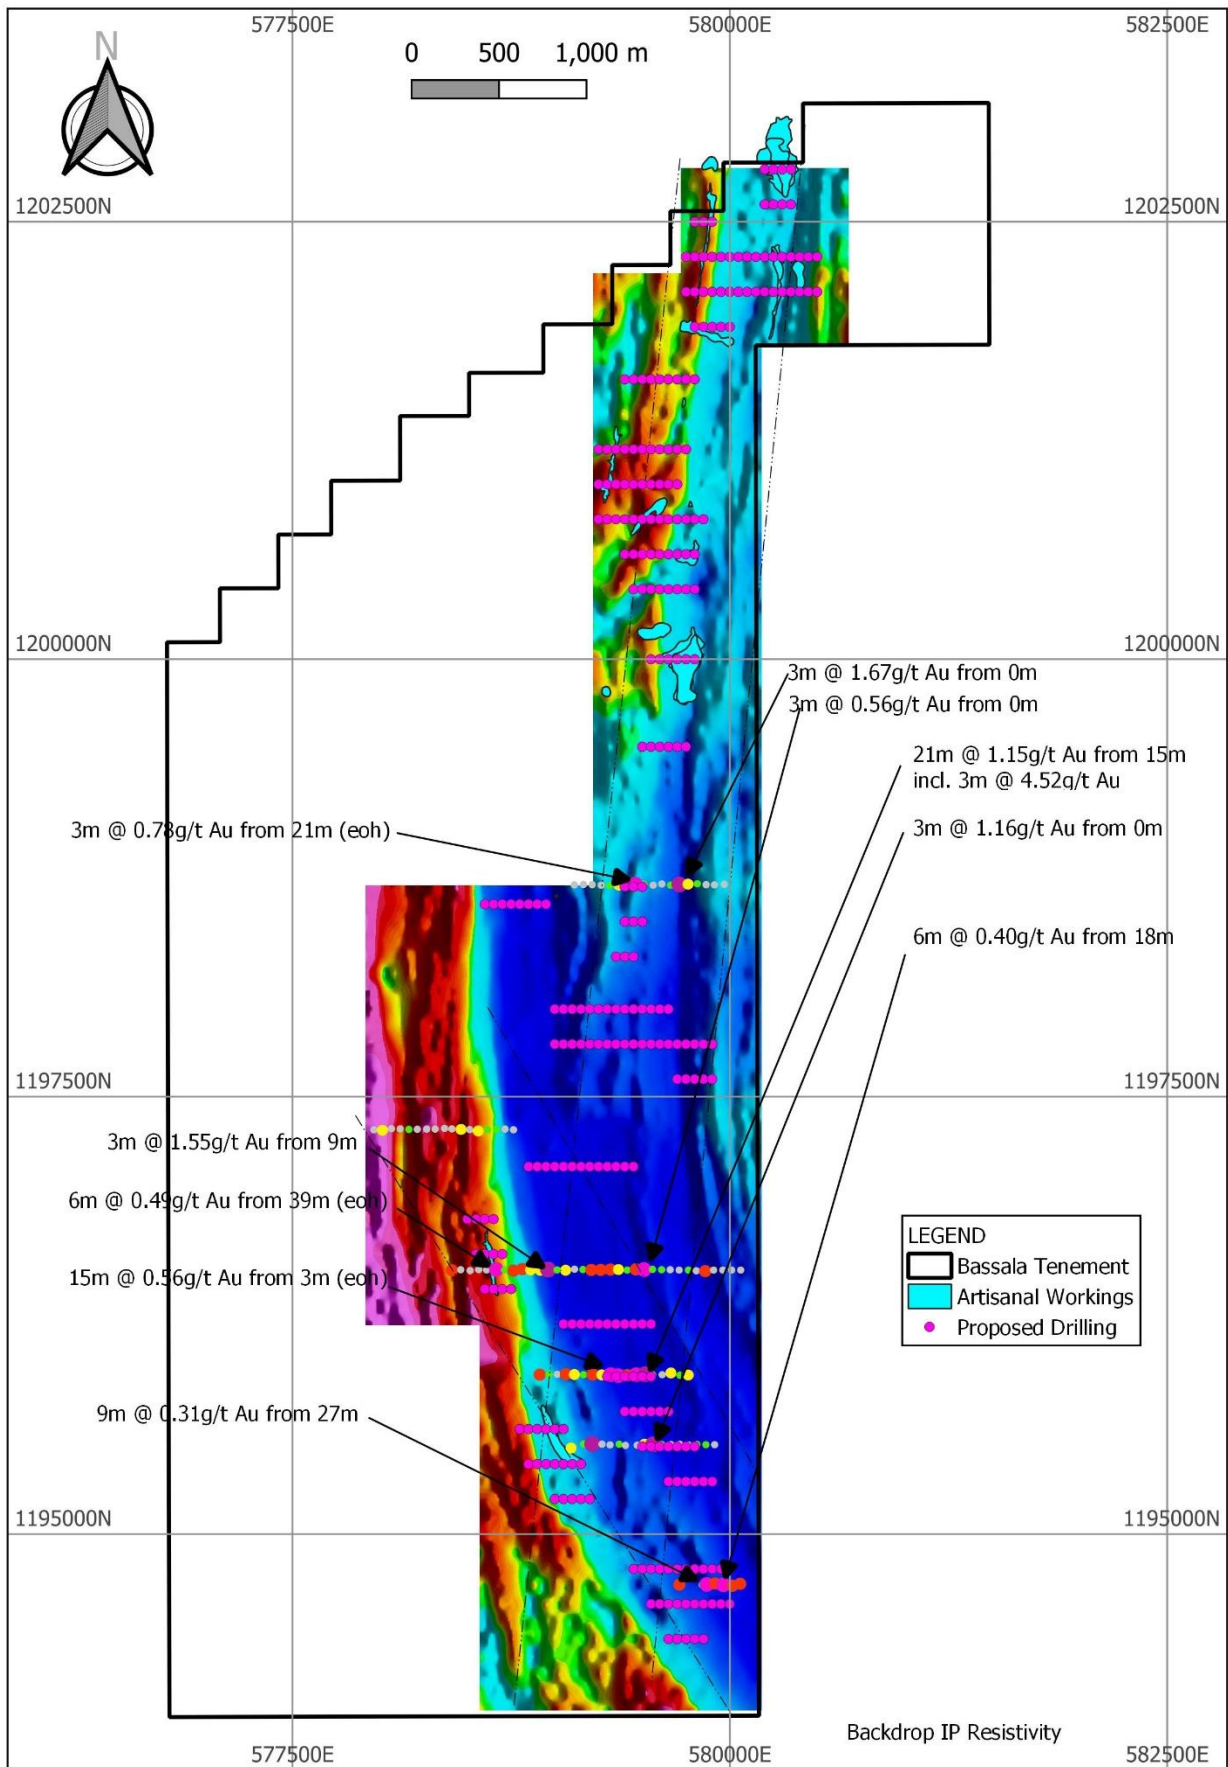 577500E
580000E
582500E
N
0 500 1,000 m
1202500N
1202500N
1200000N
1200000N
3m @ 1.67g/t Au from 0m
3m @ 0.56g/t Au from 0m
21m @ 1.15g/t Au from 15m
incl. 3m @ 4.52g/t Au
3m @ 0.78g/t Au from 21m (eoh)
3m @ 1.16g/t Au from 0m
6m @ 0.40g/t Au from 18m
1197500N
1197500N
3m @ 1.55g/t Au from 9m
6m @ 0.49g/t Au from 39m (eoh)
15m @ 0.56g/t Au from 3m (eoh)
LEGEND
Bassala Tenement
Artisanal Workings
Proposed Drilling
9m @ 0.31g/t Au from 27m
1195000N
1195000N
Backdrop IP Resistivity
577500E
580000E
582500E